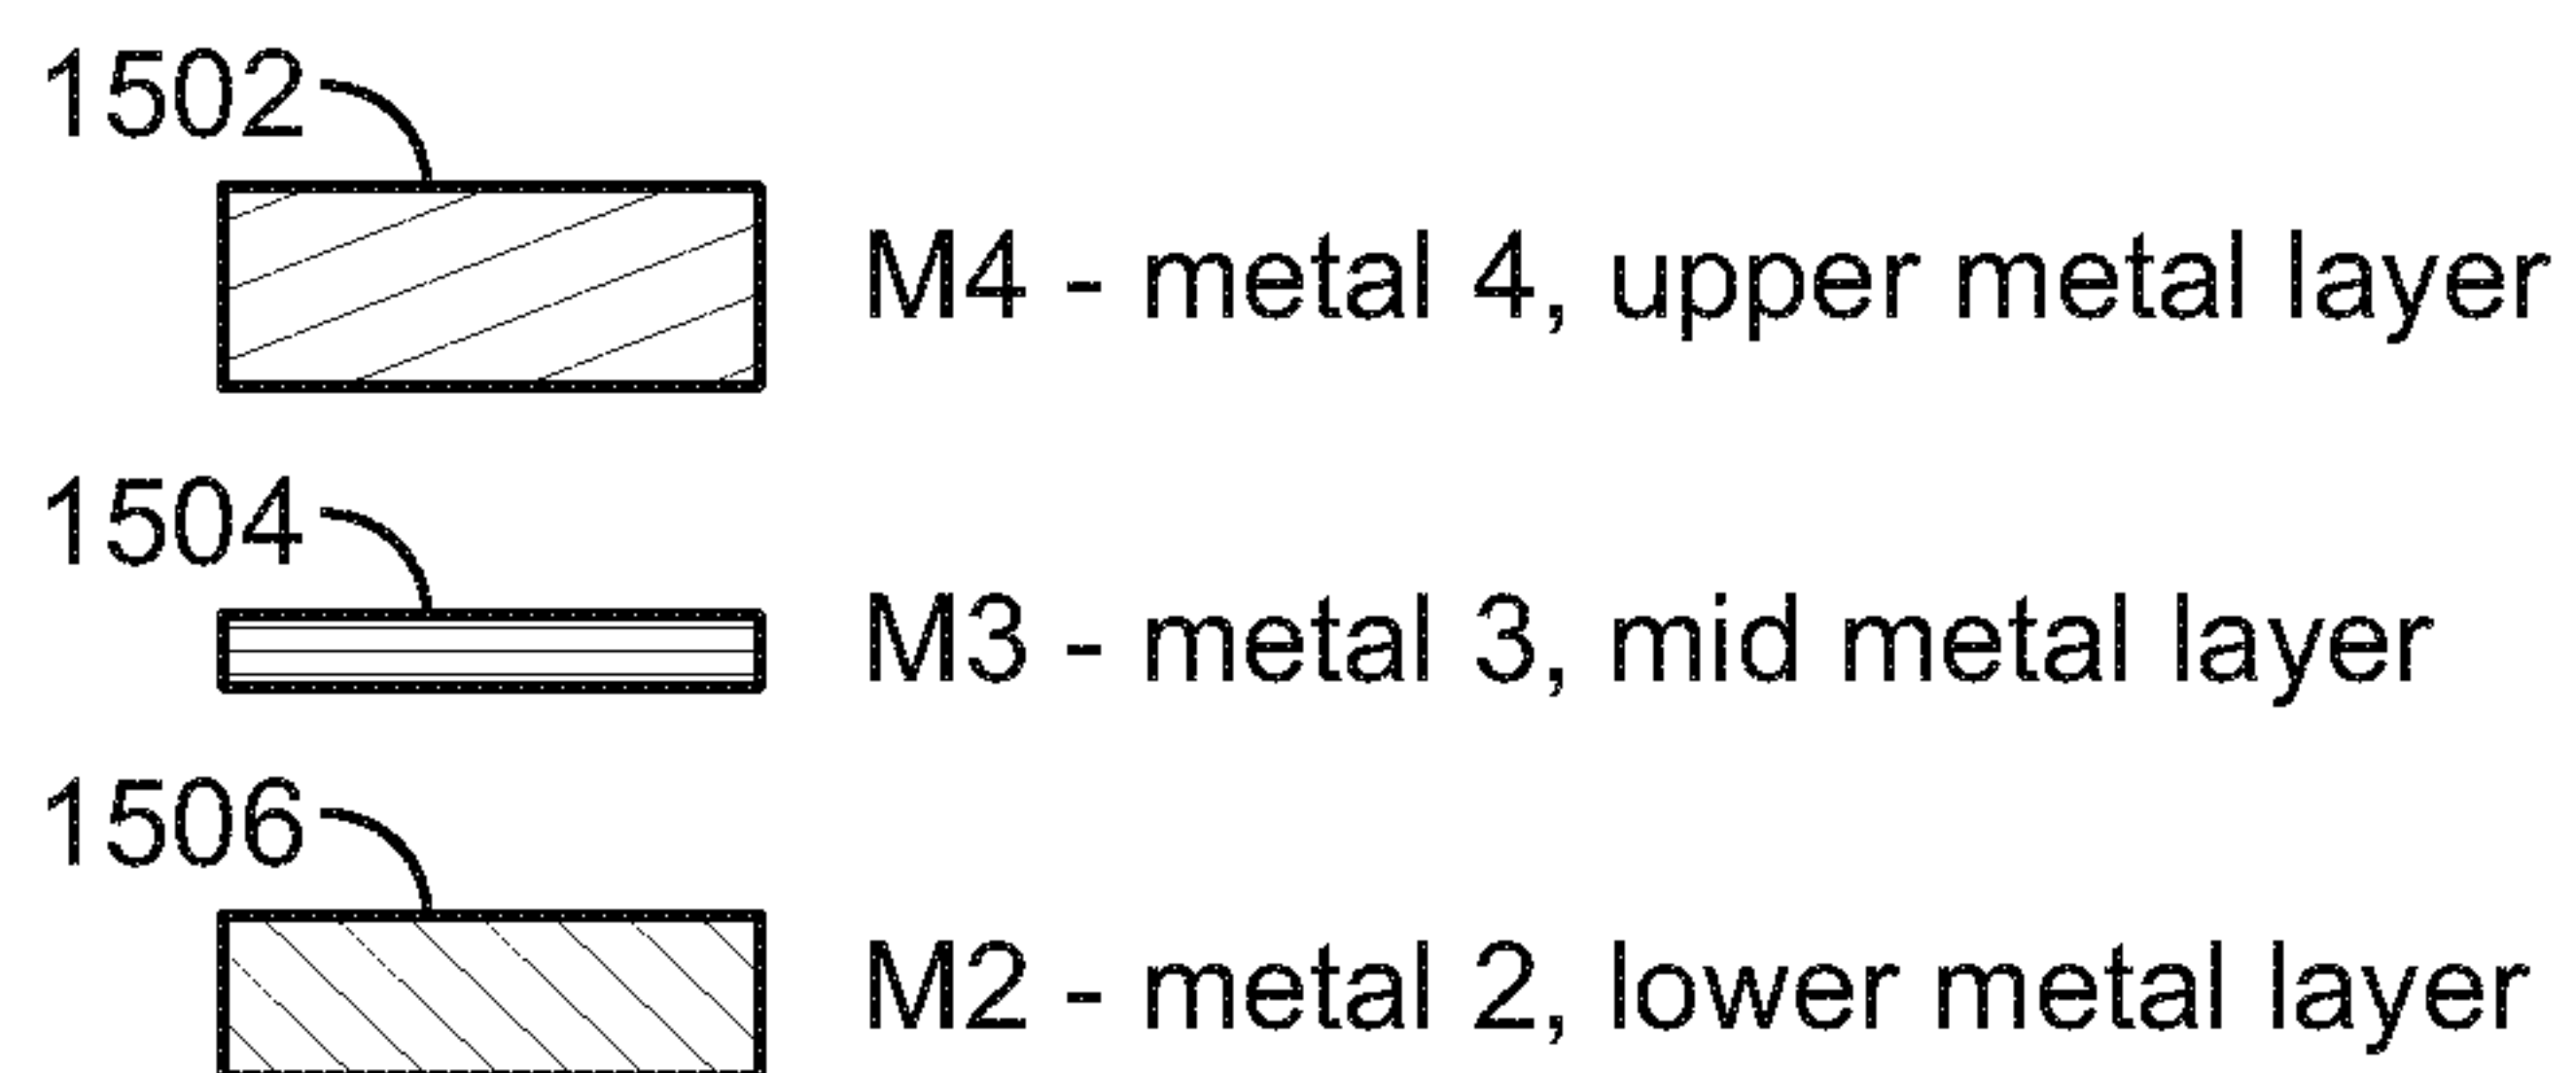 1502
M4 - metal 4, upper metal layer
1504
M3 - metal 3, mid metal layer
1506
M2 - metal 2, lower metal layer